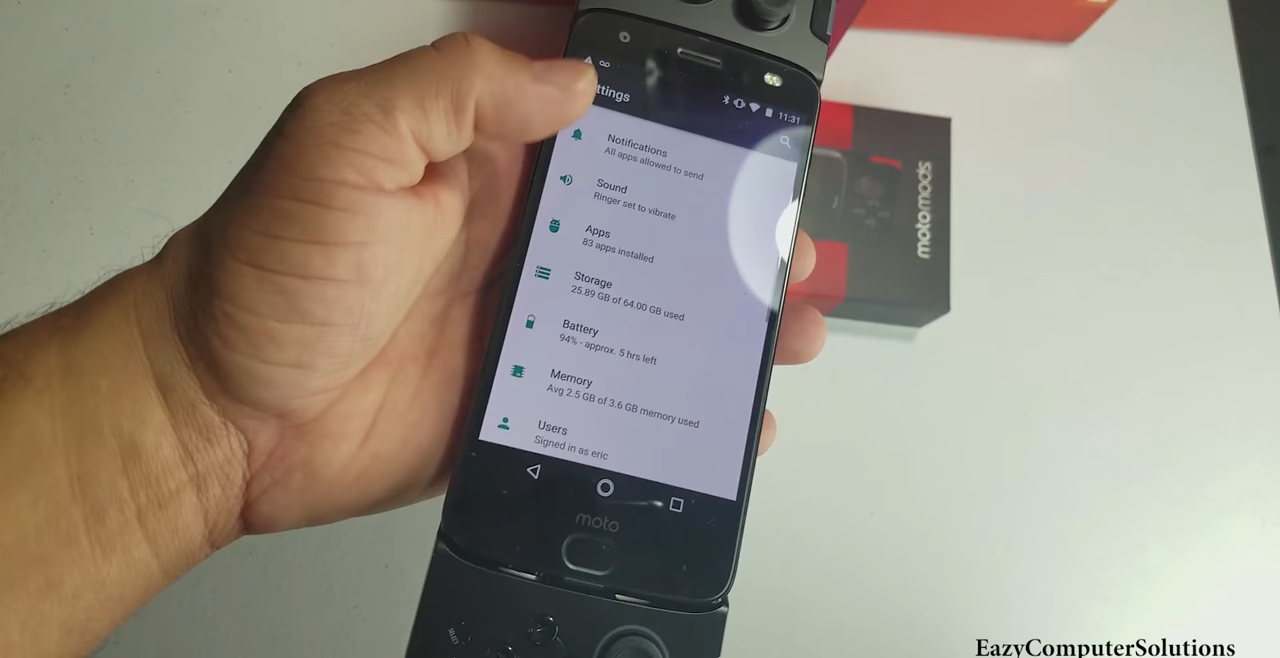 ttings
11:31
Notifications
All apps allowed to send
Sound
Ringer set to vibrate
Apps
83 apps installed
Storage
25.89 GB of 64.00 GB used
Battery
94% - approx. 5 hrs left
Memory
Avg 2.5 GB of 3.6 GB memory used
Users
Signed in as eric
moto
SELECT
motomods
EazyComputerSolutions